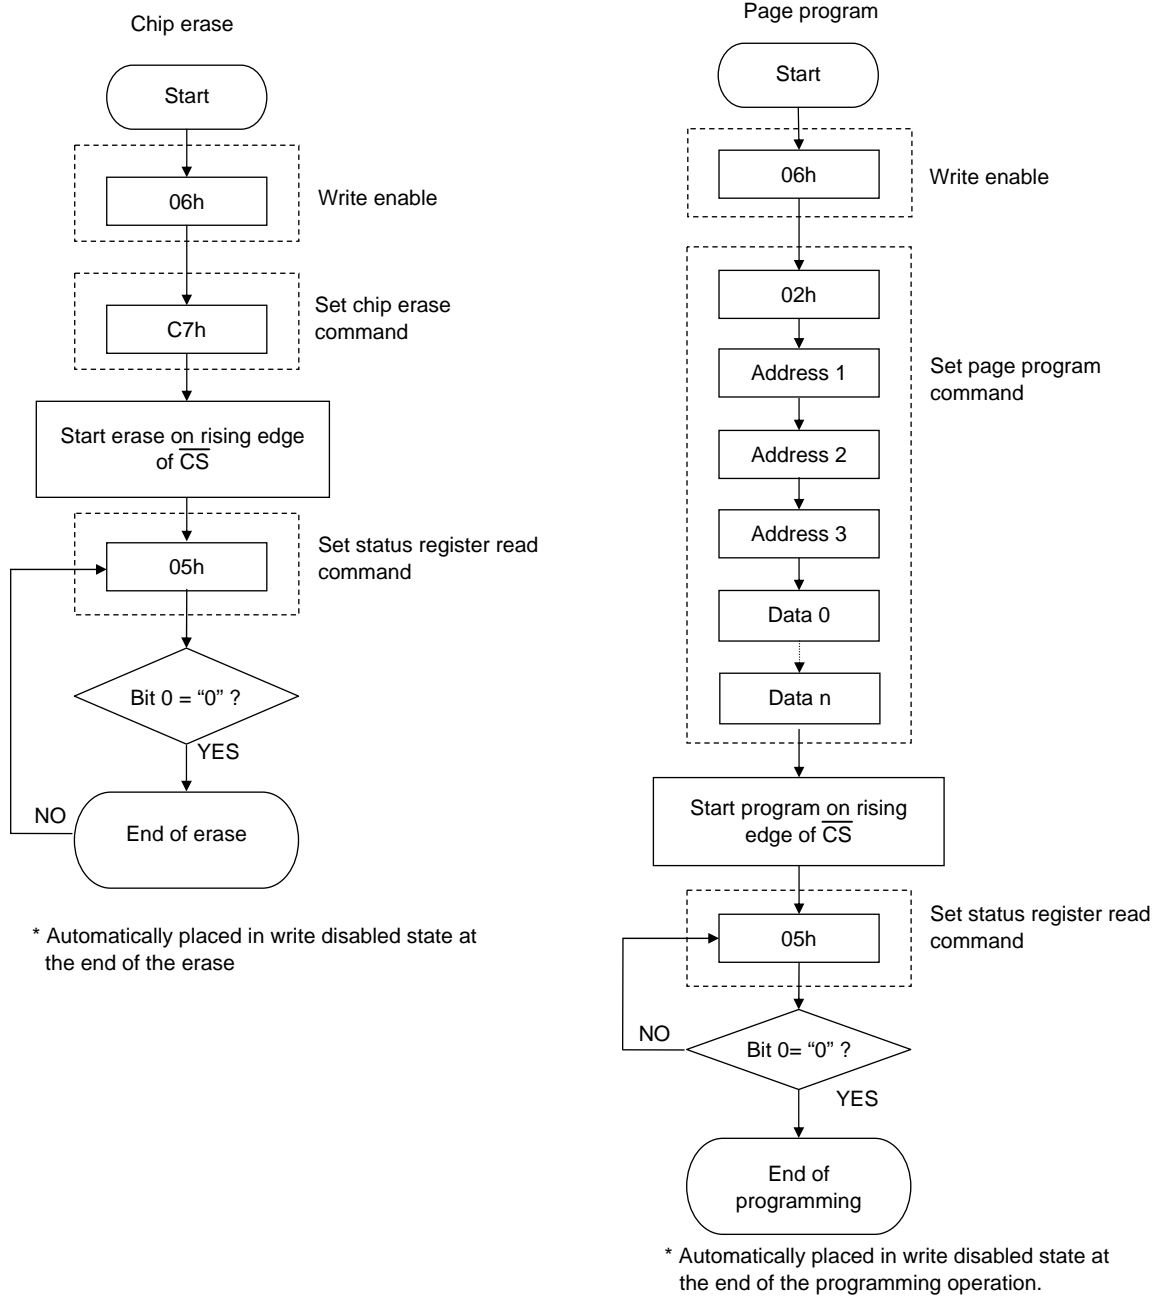 Chip erase
Start
06h
Write enable
C7h
Set chip erase
command
Start erase on rising edge
of C̅S̅
05h
Set status register read
command
Bit 0 = “0” ?
YES
NO
End of erase
* Automatically placed in write disabled state at
the end of the erase
Page program
Start
06h
Write enable
02h
Address 1
Set page program
command
Address 2
Address 3
Data 0
Data n
Start program on rising
edge of C̅S̅
05h
Set status register read
command
NO
Bit 0= “0” ?
YES
End of
programming
* Automatically placed in write disabled state at
the end of the programming operation.